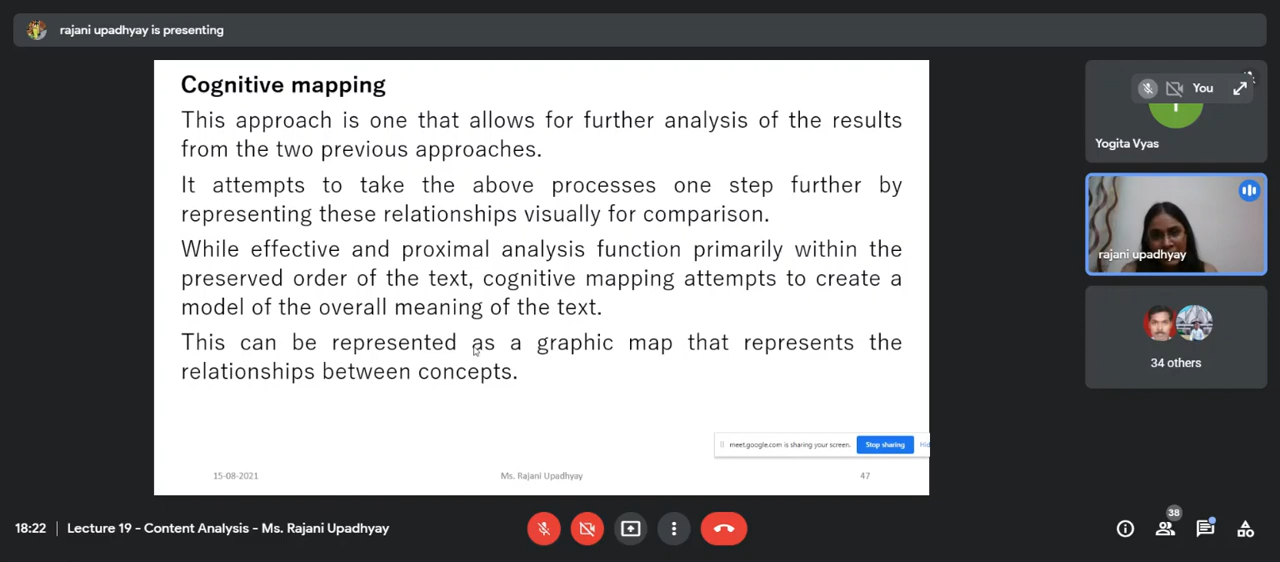 rajani upadhyay is presenting
Cognitive mapping
This approach is one that allows for further analysis of the results
from the two previous approaches.
It attempts to take the above processes one step further by
representing these relationships visually for comparison.
While effective and proximal analysis function primarily within the
preserved order of the text, cognitive mapping attempts to create a
model of the overall meaning of the text.
This can be represented as a graphic map that represents the
relationships between concepts.
meet.google.com is sharing your screen. Stop sharing
15-08-2021 Ms. Rajani Upadhyay 47
You
Yogita Vyas
rajani upadhyay
34 others
18:22 Lecture 19 - Content Analysis - Ms. Rajani Upadhyay
38